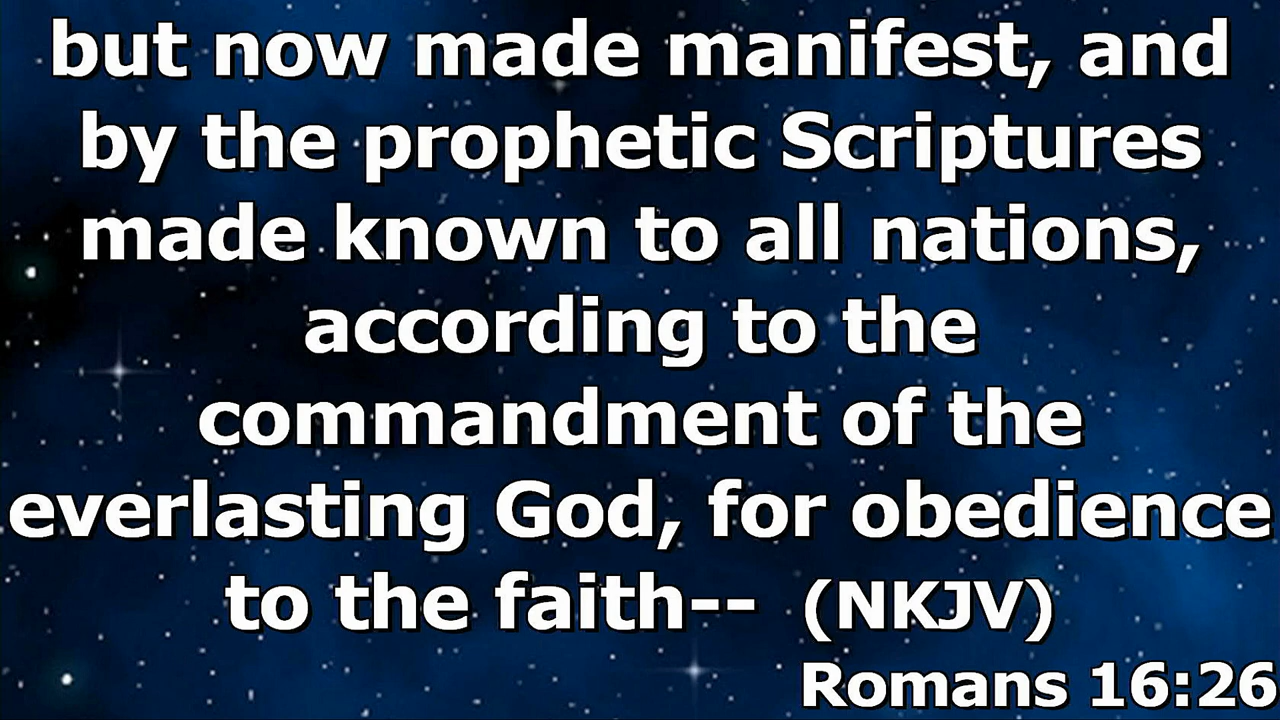 but now made manifest, and
by the prophetic Scriptures
made known to all nations,
according to the
commandment of the
everlasting God, for obedience
to the faith-- (NKJV)
Romans 16:26